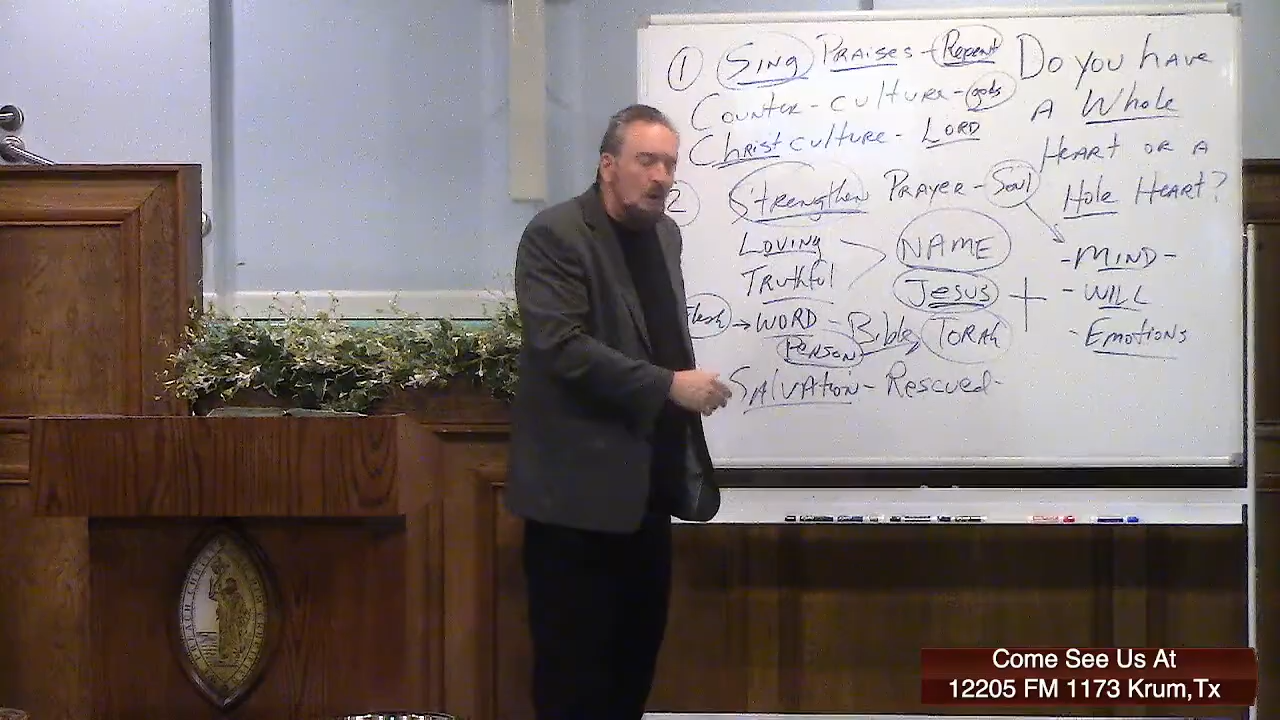 ① Sing Praises - Repent
Counter-culture - gods
Christ culture - LORD
2 Strengthen Prayer - Soul
Loving
Truthful
NAME
Jesus
→ WORD - Bible TORAH
PERSON
Salvation - Rescued-
Do you have
A Whole
Heart or a
Hole Heart?
- MIND -
- WILL
- Emotions
Come See Us At
12205 FM 1173 Krum,Tx